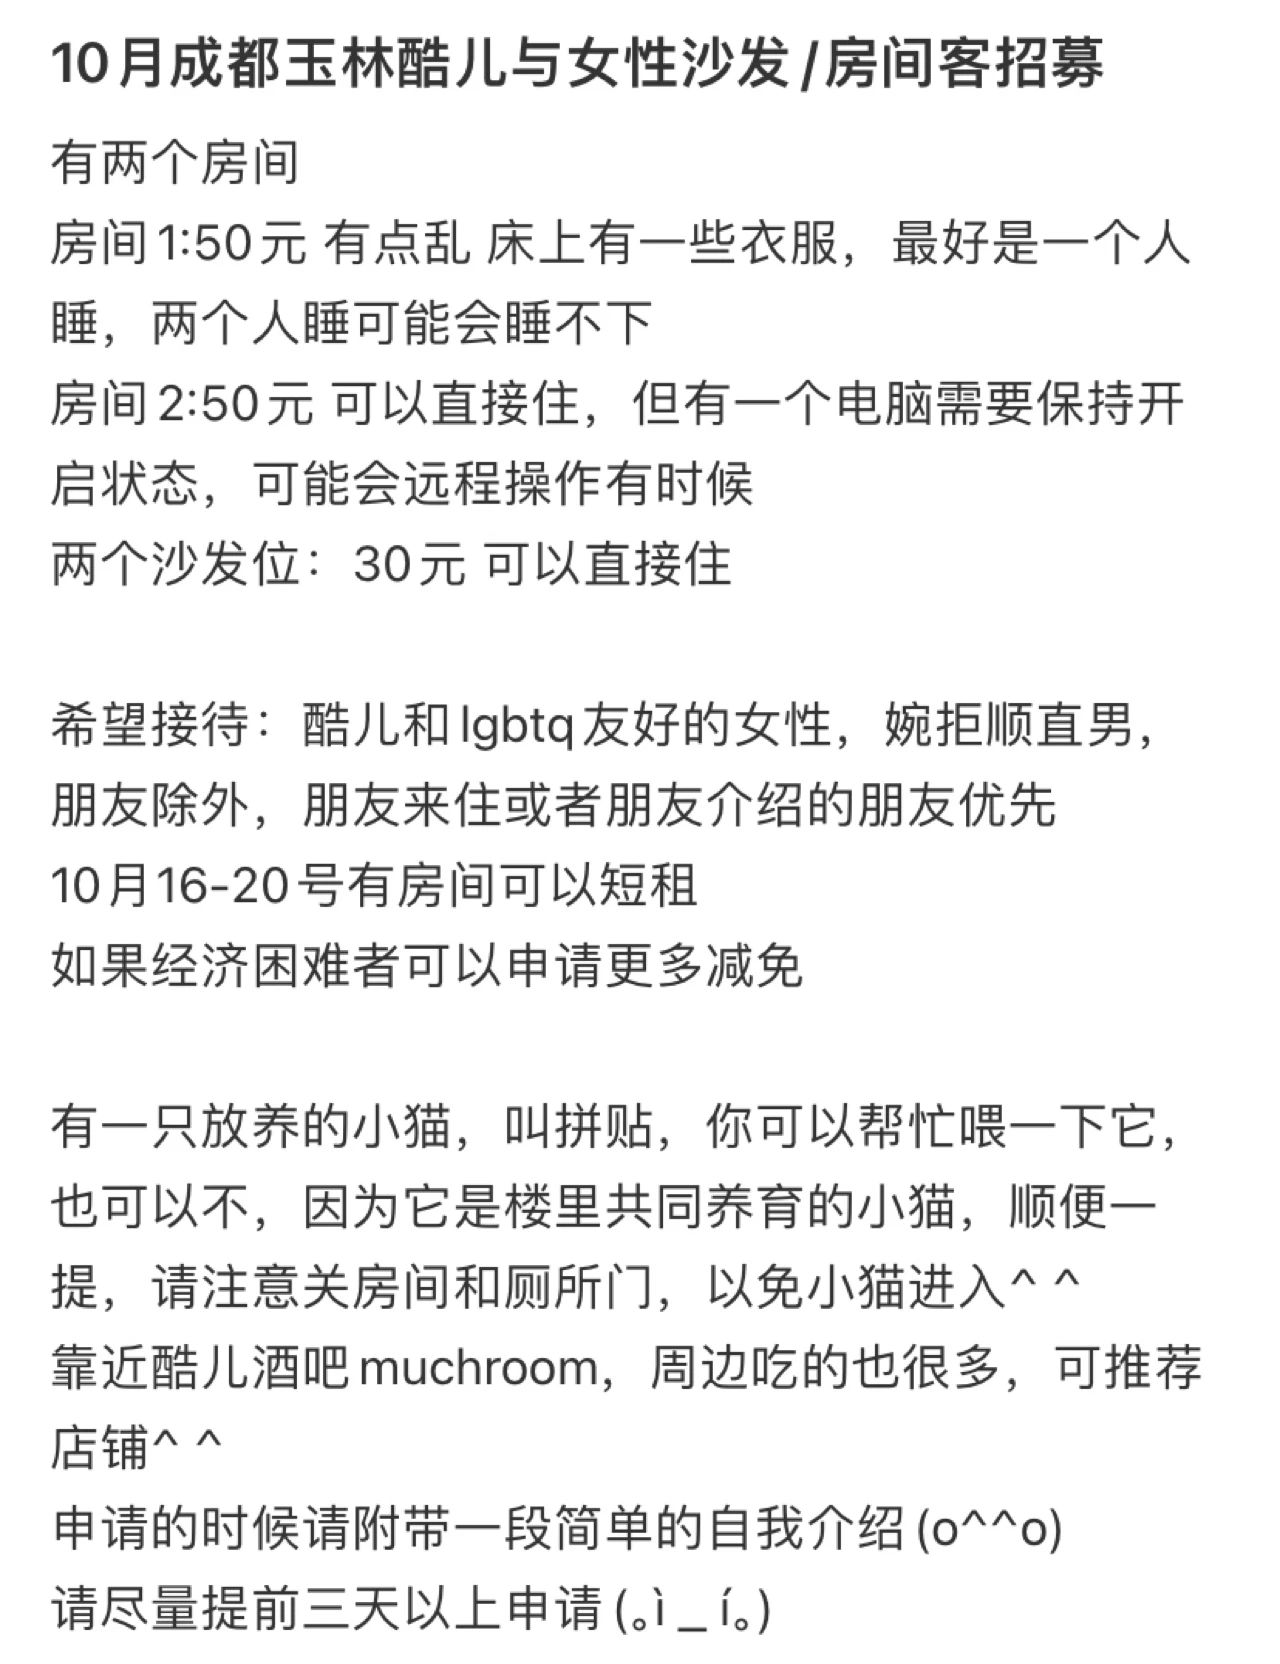 10月成都玉林酷儿与女性沙发/房间客招募
有两个房间
房间1:50元 有点乱 床上有一些衣服，最好是一个人
睡，两个人睡可能会睡不下
房间2:50元 可以直接住，但有一个电脑需要保持开
启状态，可能会远程操作有时候
两个沙发位：30元 可以直接住
希望接待：酷儿和lgbtq友好的女性，婉拒顺直男，
朋友除外，朋友来住或者朋友介绍的朋友优先
10月16-20号有房间可以短租
如果经济困难者可以申请更多减免
有一只放养的小猫，叫拼贴，你可以帮忙喂一下它，
也可以不，因为它是楼里共同养育的小猫，顺便一
提，请注意关房间和厕所门，以免小猫进入^ ^
靠近酷儿酒吧muchroom，周边吃的也很多，可推荐
店铺^ ^
申请的时候请附带一段简单的自我介绍(o^^o)
请尽量提前三天以上申请(｡ì _ í｡)